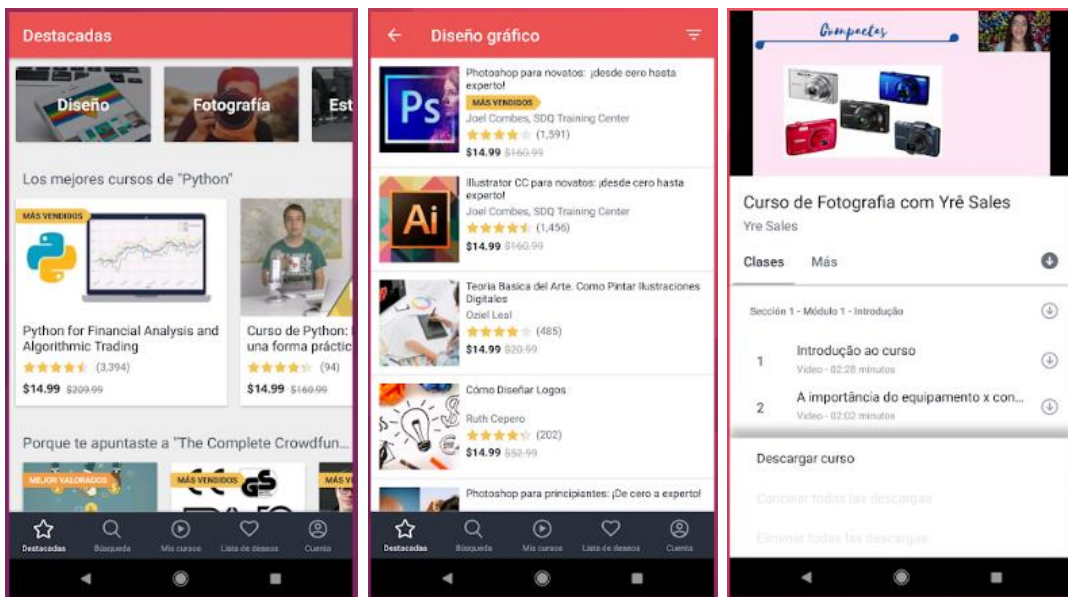 Destacadas
Diseño
Fotografía
Est
Los mejores cursos de "Python"
MÁS VENDIDOS
Python for Financial Analysis and
Algorithmic Trading
(3,394)
$14.99 $209.99
Curso de Python:
una forma práctic
(94)
$14.99 $160.99
Porque te apuntaste a "The Complete Crowdfun...
MEJOR VALORADOS
MÁS VENDIDOS
MÁS V
Destacadas
Búsqueda
Mis cursos
Lista de deseos
Cuenta
Diseño gráfico
Ps
Photoshop para novatos: ¡desde cero hasta
experto!
MÁS VENDIDOS
Joel Combes, SDQ Training Center
(1,591)
$14.99 $160.99
Ai
Illustrator CC para novatos: ¡desde cero hasta
experto!
Joel Combes, SDQ Training Center
(1,456)
$14.99 $160.99
Teoria Basica del Arte. Como Pintar Ilustraciones
Digitales
Oziel Leal
(485)
$14.99 $20.99
Cómo Diseñar Logos
Ruth Cepero
(202)
$14.99 $52.99
Photoshop para principiantes: ¡De cero a experto!
Destacadas
Búsqueda
Mis cursos
Lista de deseos
Cuenta
Compactas
Curso de Fotografia com Yrê Sales
Yre Sales
Clases
Más
Sección 1 - Módulo 1 - Introdução
1
Introdução ao curso
Video - 02:28 minutos
2
A importância do equipamento x con...
Video - 02:02 minutos
Descargar curso
Cancelar todas las descargas
Eliminar todas las descargas